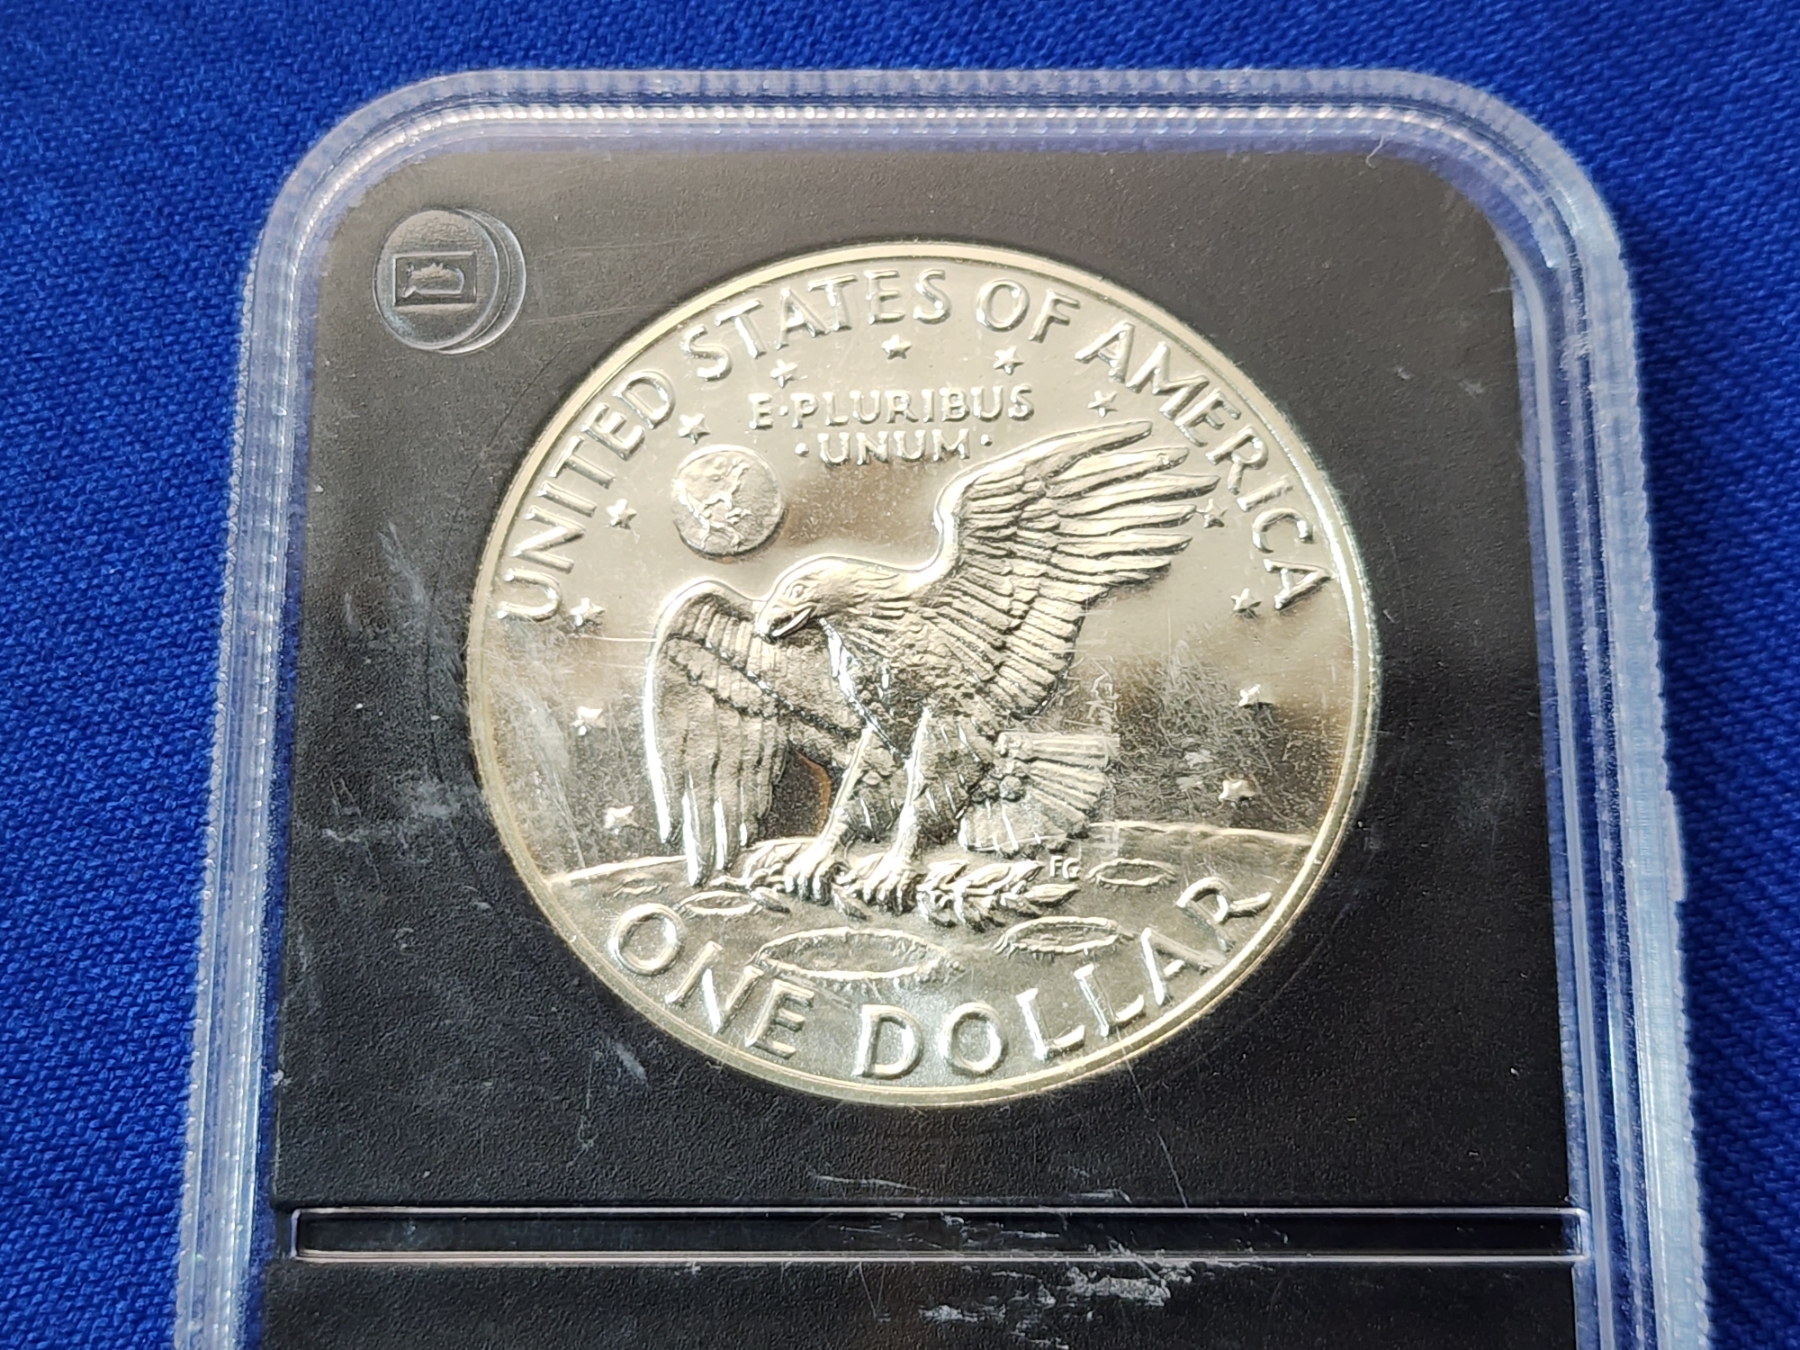 UNITED STATES OF AMERICA
E·PLURIBUS
·UNUM·
FG
ONE DOLLAR